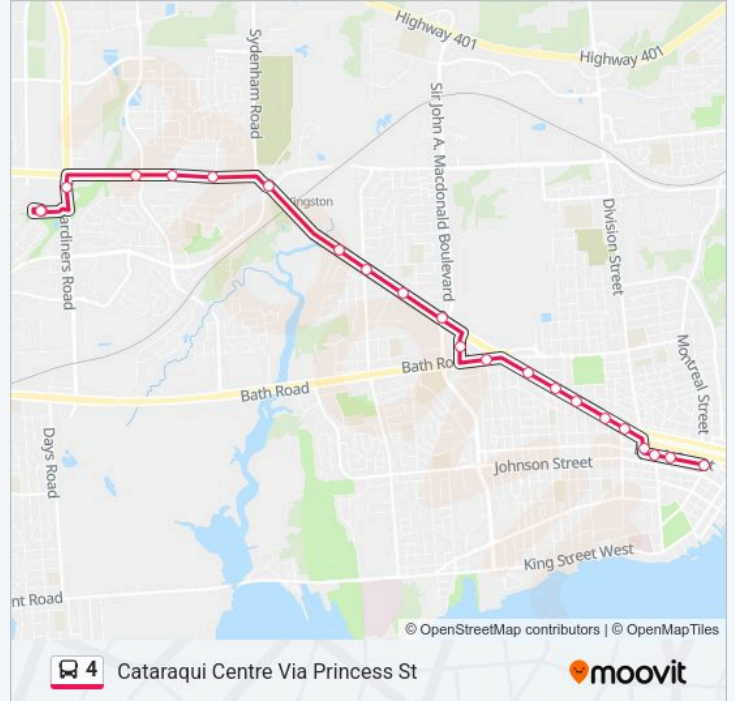 Highway 401
Highway 401
Sydenham Road
Sir John A. Macdonald Boulevard
ingston
Division Street
ardiners Road
Montreal Street
Bath Ro
Bath Road
Days Road
Johnson Street
King Street West
nt Road
© OpenStreetMap contributors | © OpenMapTiles
4 Cataraqui Centre Via Princess St
moovit